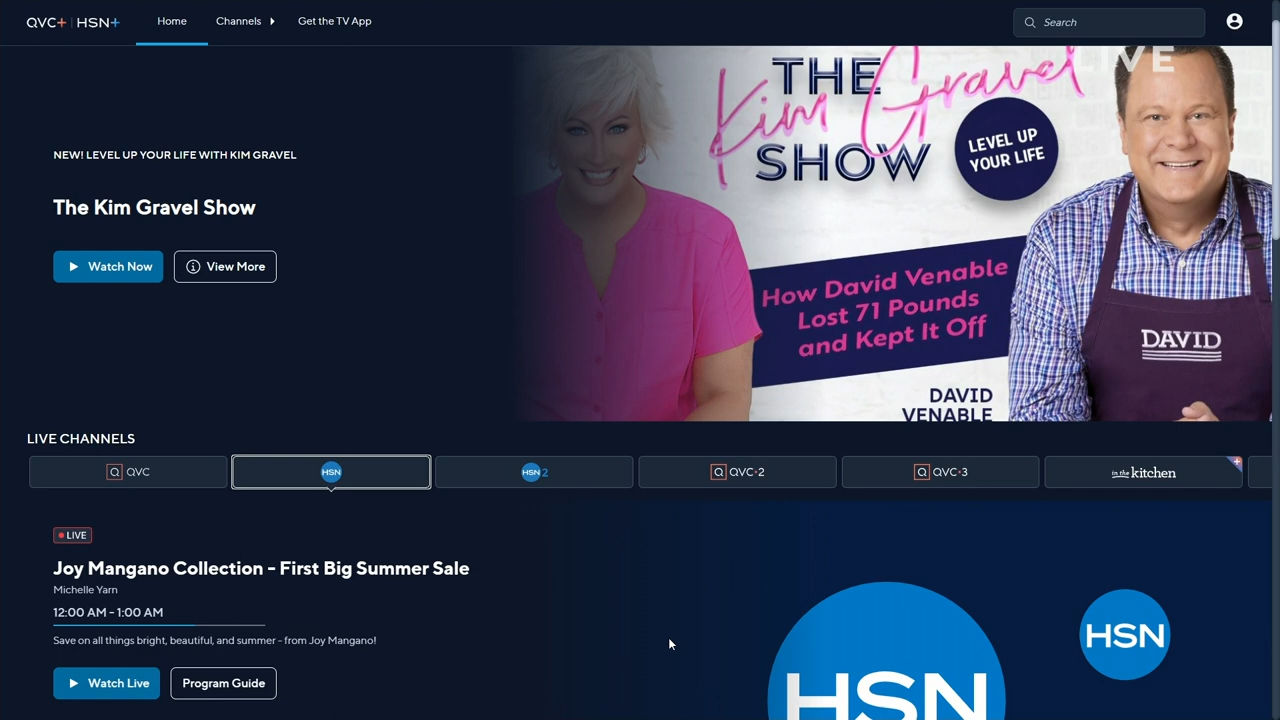 QVC+ | HSN+
Home
Channels
Get the TV App
Search
LIVE
THE
Kim Gravel
SHOW
LEVEL UP
YOUR LIFE
How David Venable
Lost 71 Pounds
and Kept It Off
DAVID
VENABLE
DAVID
NEW! LEVEL UP YOUR LIFE WITH KIM GRAVEL
The Kim Gravel Show
Watch Now
View More
LIVE CHANNELS
Q QVC
HSN
HSN 2
Q QVC•2
Q QVC•3
in the kitchen
LIVE
Joy Mangano Collection - First Big Summer Sale
Michelle Yarn
12:00 AM - 1:00 AM
Save on all things bright, beautiful, and summer - from Joy Mangano!
Watch Live
Program Guide
HSN
HSN